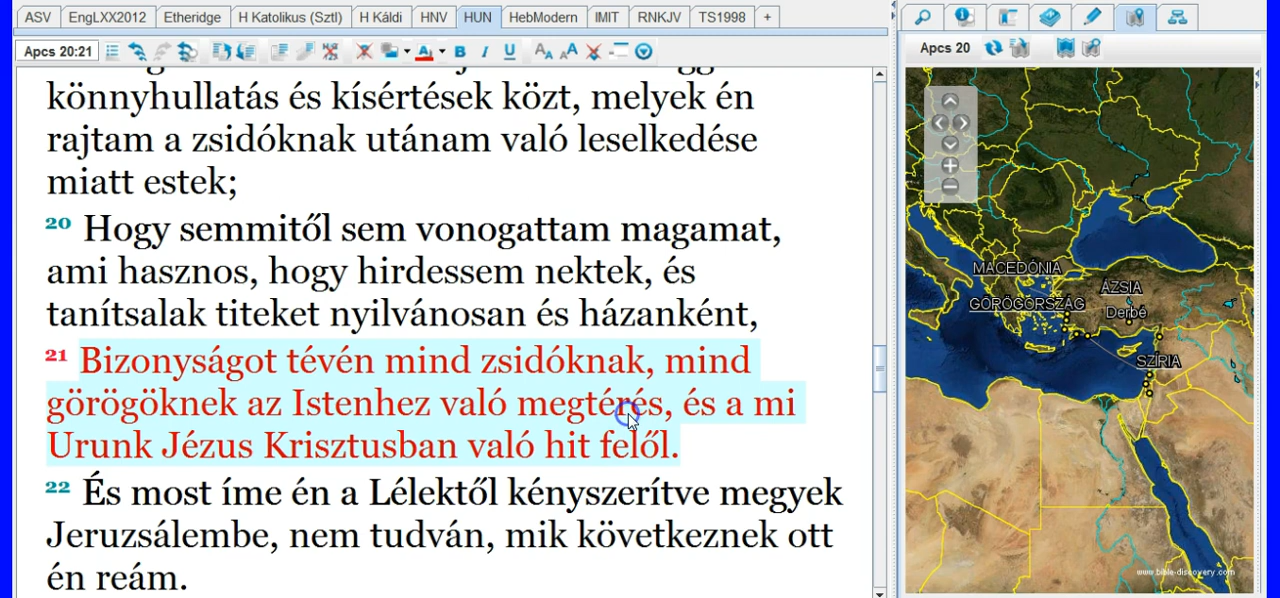 ASV EngLXX2012 Etheridge H Katolikus (Sztl) H Káldi HNV HUN HebModern IMIT RNKJV TS1998 +
Apcs 20:21
Apcs 20
könnyhullatás és kísértések közt, melyek én
rajtam a zsidóknak utánam való leselkedése
miatt estek;
20 Hogy semmitől sem vonogattam magamat,
ami hasznos, hogy hirdessem nektek, és
tanítsalak titeket nyilvánosan és házanként,
21 Bizonyságot tévén mind zsidóknak, mind
görögöknek az Istenhez való megtérés, és a mi
Urunk Jézus Krisztusban való hit felől.
22 És most íme én a Lélektől kényszerítve megyek
Jeruzsálembe, nem tudván, mik következnek ott
én reám.
MACEDÓNIA
GÖRÖGORSZÁG
ÁZSIA
Derbé
SZÍRIA
www.bible-discovery.com